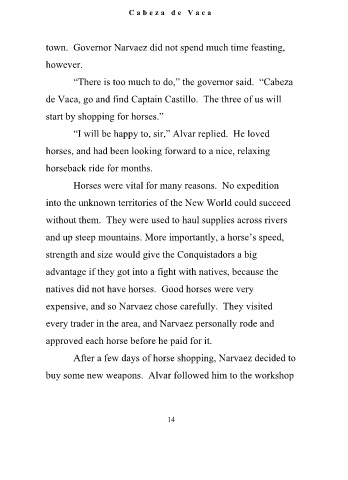 Cabeza de Vaca
town. Governor Narvaez did not spend much time feasting,
however.
“There is too much to do,” the governor said. “Cabeza
de Vaca, go and find Captain Castillo. The three of us will
start by shopping for horses.”
“I will be happy to, sir,” Alvar replied. He loved
horses, and had been looking forward to a nice, relaxing
horseback ride for months.
Horses were vital for many reasons. No expedition
into the unknown territories of the New World could succeed
without them. They were used to haul supplies across rivers
and up steep mountains. More importantly, a horse’s speed,
strength and size would give the Conquistadors a big
advantage if they got into a fight with natives, because the
natives did not have horses. Good horses were very
expensive, and so Narvaez chose carefully. They visited
every trader in the area, and Narvaez personally rode and
approved each horse before he paid for it.
After a few days of horse shopping, Narvaez decided to
buy some new weapons. Alvar followed him to the workshop
14